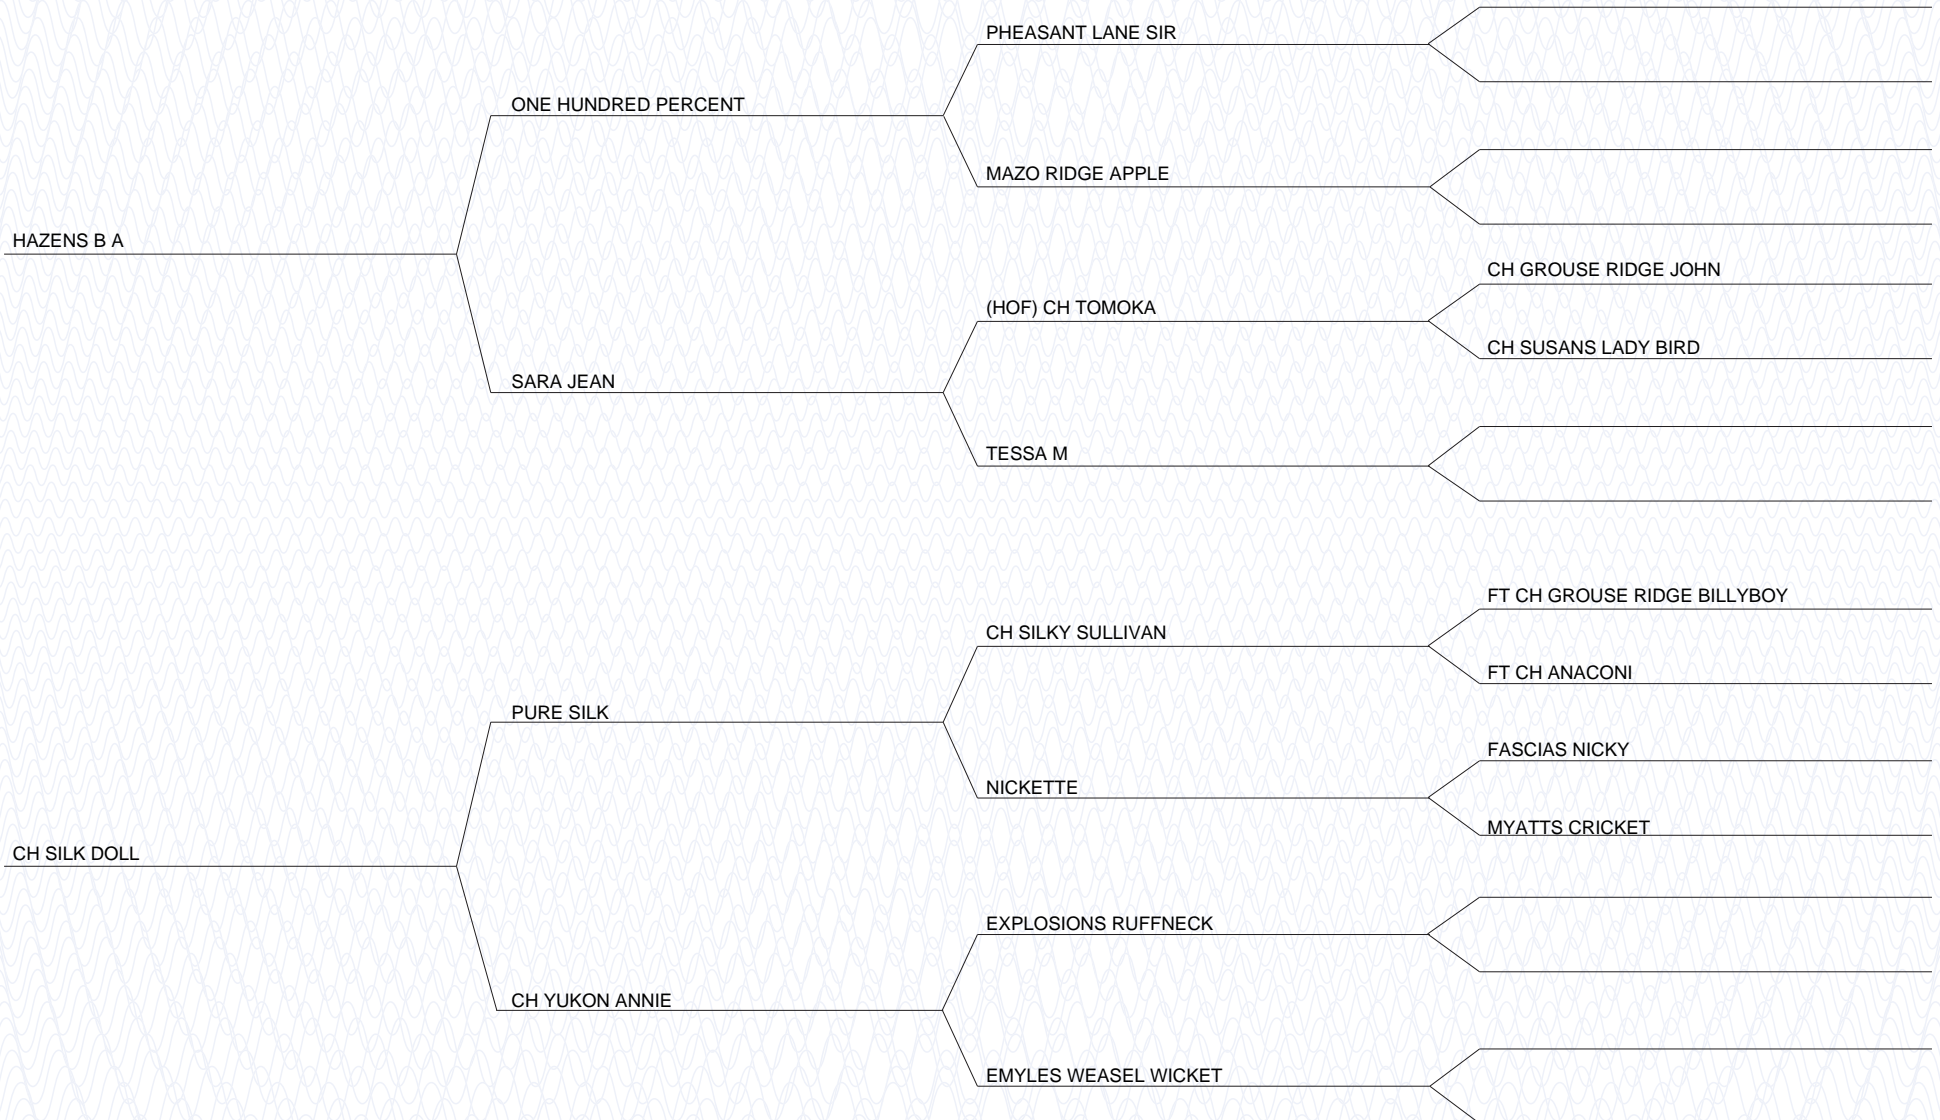 PHEASANT LANE SIR
ONE HUNDRED PERCENT
MAZO RIDGE APPLE
HAZENS B A
CH GROUSE RIDGE JOHN
(HOF) CH TOMOKA
CH SUSANS LADY BIRD
SARA JEAN
TESSA M
FT CH GROUSE RIDGE BILLYBOY
CH SILKY SULLIVAN
FT CH ANACONI
PURE SILK
FASCIAS NICKY
NICKETTE
MYATTS CRICKET
CH SILK DOLL
EXPLOSIONS RUFFNECK
CH YUKON ANNIE
EMYLES WEASEL WICKET